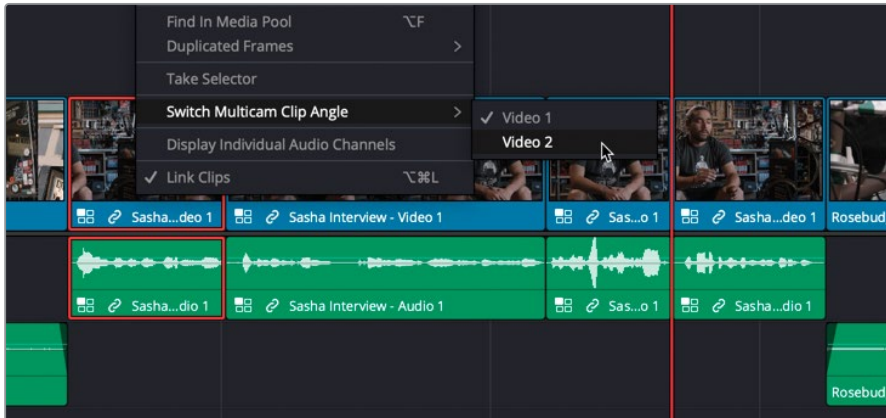 Find In Media Pool ⌥F
Duplicated Frames >
Take Selector
Switch Multicam Clip Angle >
✓ Video 1
Video 2
Display Individual Audio Channels
✓ Link Clips ⌥⌘L
Sasha...deo 1
Sasha Interview - Video 1
Sas...o 1
Sasha...deo 1
Rosebud
Sasha...dio 1
Sasha Interview - Audio 1
Sas...o 1
Sasha...dio 1
Rosebud